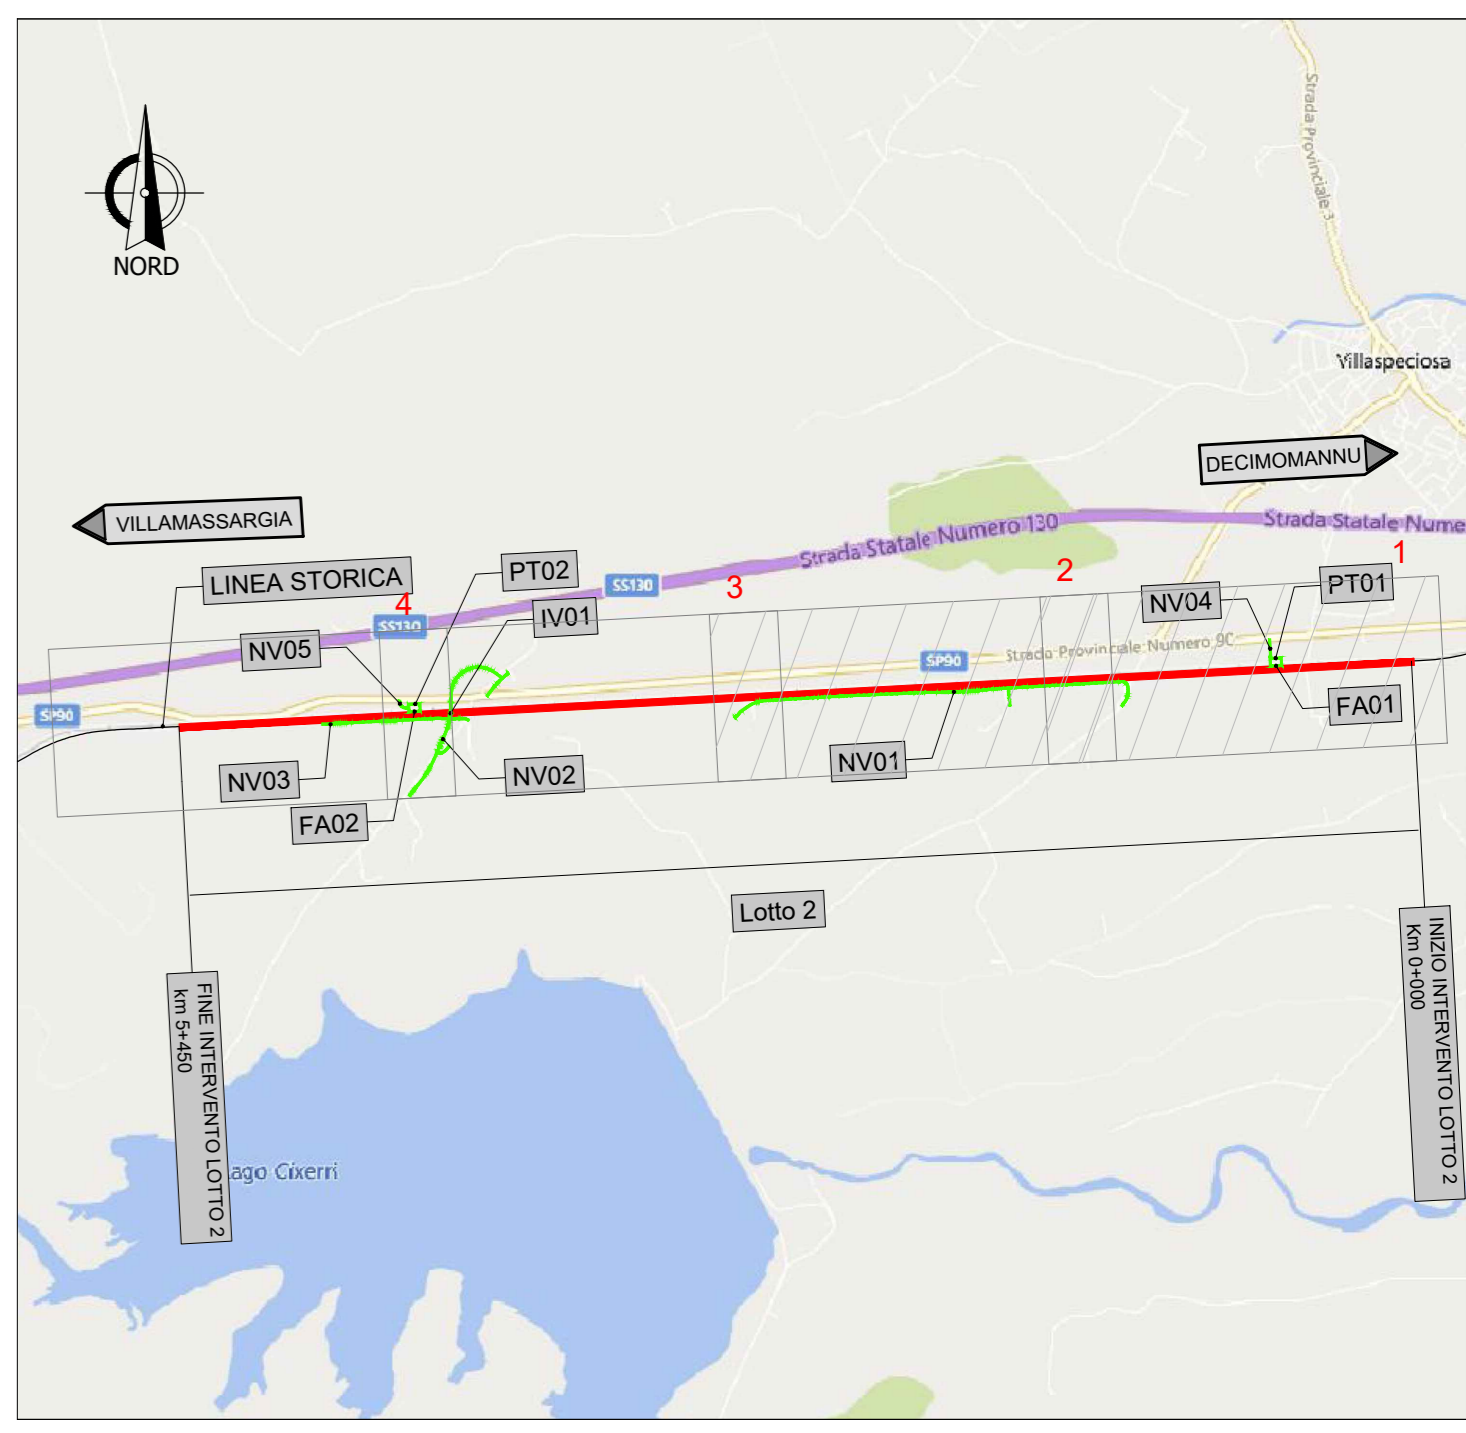 Strada Provinciale 3
NORD
Villaspeciosa
DECIMOMANNU
VILLAMASSARGIA
Strada Statale Numero 130
Strada Statale Nume
1
2
3
4
LINEA STORICA
PT02
SS130
PT01
NV04
IV01
SS130
NV05
Strada Provinciale Numero 90
SP90
SP90
FA01
NV03
NV02
NV01
FA02
Lotto 2
INIZIO INTERVENTO LOTTO 2
Km 0+000
FINE INTERVENTO LOTTO 2
km 5+450
ago Cixerri